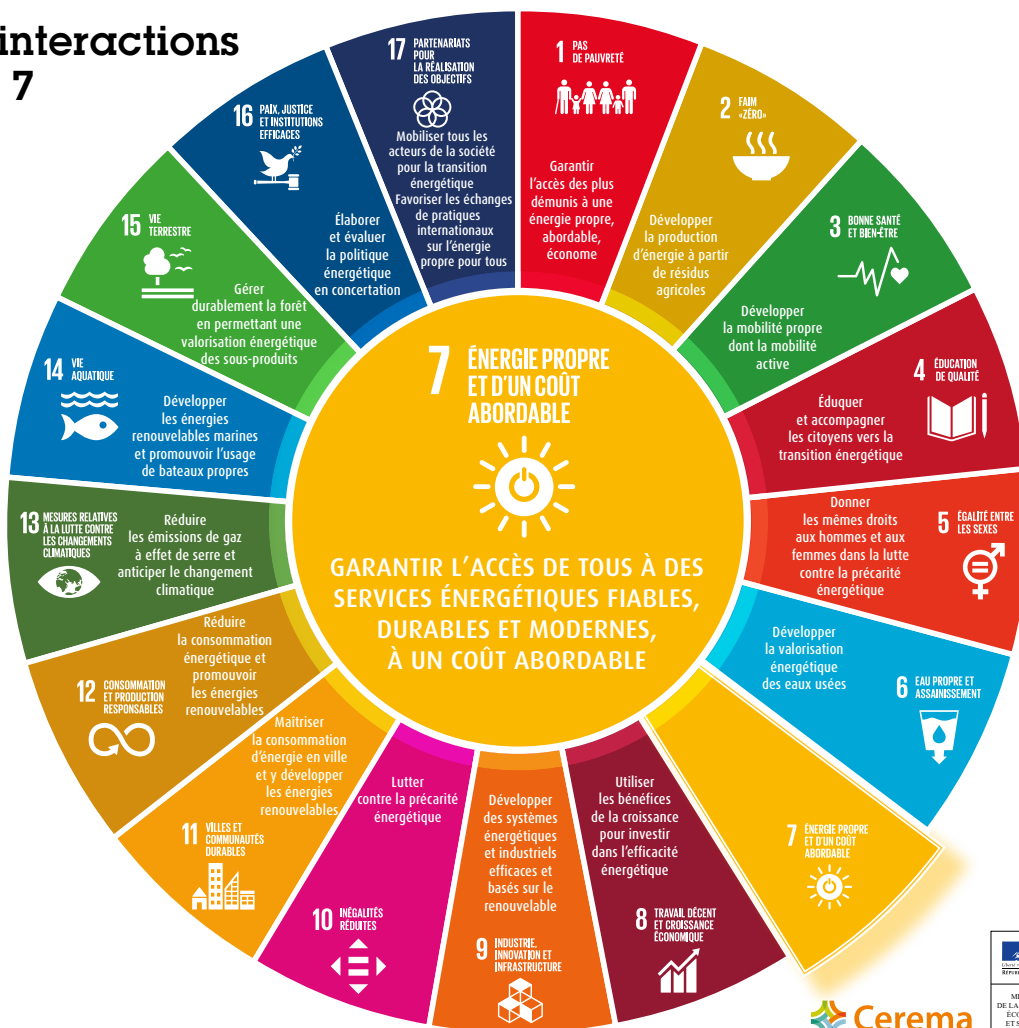 interactions
7
17 PARTENARIATS
POUR
LA RÉALISATION
DES OBJECTIFS
Mobiliser tous les
acteurs de la société
pour la transition
énergétique
Favoriser les échanges
de pratiques
internationaux
sur l'énergie
propre pour tous
1 PAS
DE PAUVRETÉ
Garantir
l'accès des plus
démunis à une
énergie propre,
abordable,
économe
2 FAIM
«ZÉRO»
Développer
la production
d'énergie à partir
de résidus
agricoles
3 BONNE SANTÉ
ET BIEN-ÊTRE
Développer
la mobilité propre
dont la mobilité
active
4 ÉDUCATION
DE QUALITÉ
Éduquer
et accompagner
les citoyens vers la
transition énergétique
5 ÉGALITÉ ENTRE
LES SEXES
Donner
les mêmes droits
aux hommes et aux
femmes dans la lutte
contre la précarité
énergétique
6 EAU PROPRE ET
ASSAINISSEMENT
Développer
la valorisation
énergétique
des eaux usées
7 ÉNERGIE PROPRE
ET D'UN COÛT
ABORDABLE
8 TRAVAIL DÉCENT
ET CROISSANCE
ÉCONOMIQUE
Utiliser
les bénéfices
de la croissance
pour investir
dans l'efficacité
énergétique
9 INDUSTRIE,
INNOVATION ET
INFRASTRUCTURE
Développer
des systèmes
énergétiques
et industriels
efficaces et
basés sur le
renouvelable
10 INÉGALITÉS
RÉDUITES
Lutter
contre la précarité
énergétique
11 VILLES ET
COMMUNAUTÉS
DURABLES
Maîtriser
la consommation
d'énergie en ville
et y développer
les énergies
renouvelables
12 CONSOMMATION
ET PRODUCTION
RESPONSABLES
Réduire
la consommation
énergétique et
promouvoir
les énergies
renouvelables
13 MESURES RELATIVES
À LA LUTTE CONTRE
LES CHANGEMENTS
CLIMATIQUES
Réduire
les émissions de gaz
à effet de serre et
anticiper le changement
climatique
14 VIE
AQUATIQUE
Développer
les énergies
renouvelables marines
et promouvoir l'usage
de bateaux propres
15 VIE
TERRESTRE
Gérer
durablement la forêt
en permettant une
valorisation énergétique
des sous-produits
16 PAIX, JUSTICE
ET INSTITUTIONS
EFFICACES
Élaborer
et évaluer
la politique
énergétique
en concertation
7 ÉNERGIE PROPRE
ET D'UN COÛT
ABORDABLE
GARANTIR L'ACCÈS DE TOUS À DES
SERVICES ÉNERGÉTIQUES FIABLES,
DURABLES ET MODERNES,
À UN COÛT ABORDABLE
Cerema